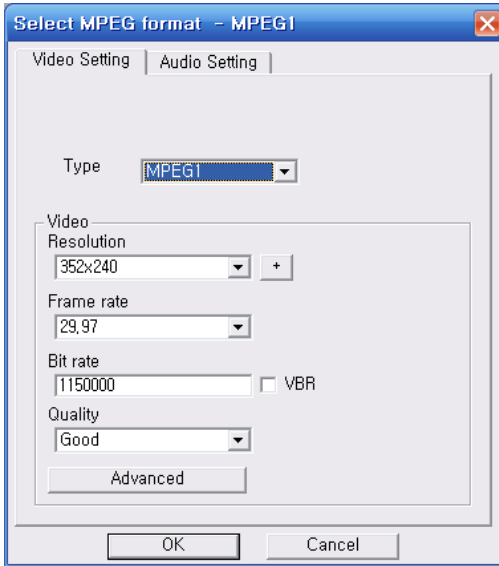 Select MPEG format - MPEG1
Video Setting
Audio Setting
Type
MPEG1
Video
Resolution
352x240
+
Frame rate
29,97
Bit rate
1150000
VBR
Quality
Good
Advanced
OK
Cancel